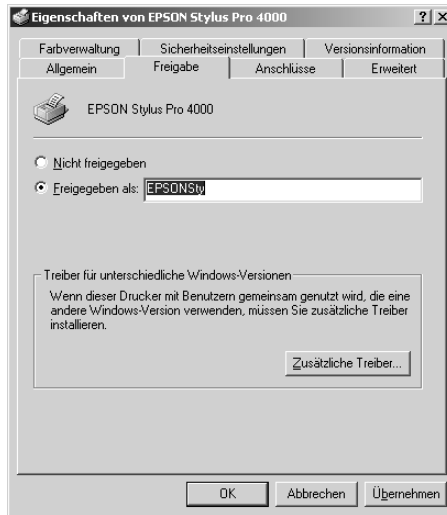 Eigenschaften von EPSON Stylus Pro 4000
Farbverwaltung Sicherheitseinstellungen Versionsinformation
Allgemein Freigabe Anschlüsse Erweitert
EPSON Stylus Pro 4000
Nicht freigegeben
Freigegeben als: EPSONSty
Treiber für unterschiedliche Windows-Versionen
Wenn dieser Drucker mit Benutzern gemeinsam genutzt wird, die eine
andere Windows-Version verwenden, müssen Sie zusätzliche Treiber
installieren.
Zusätzliche Treiber...
OK Abbrechen Übernehmen